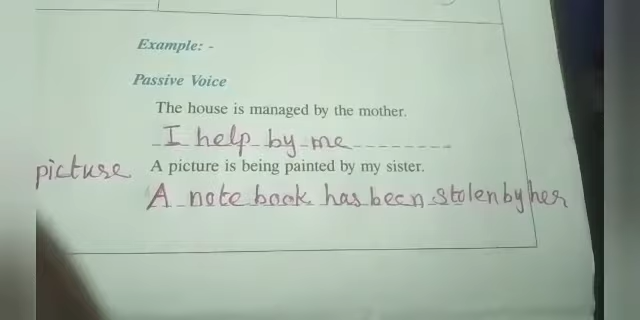 Example: -
Passive Voice
The house is managed by the mother.
I help by me
picture A picture is being painted by my sister.
A note book has been stolen by her